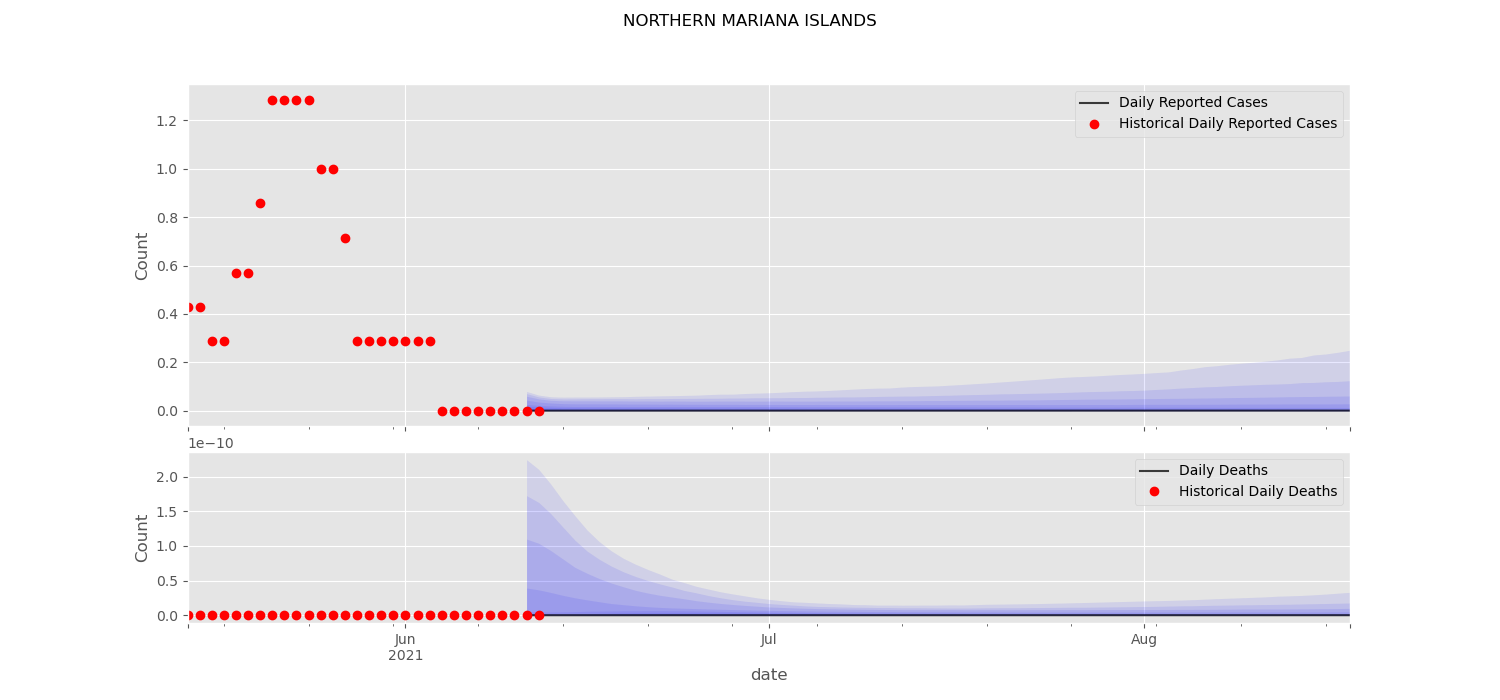 NORTHERN MARIANA ISLANDS
Daily Reported Cases
Historical Daily Reported Cases
1.2
1.0
0.8
0.6
0.4
0.2
0.0
Count
1e−10
Daily Deaths
Historical Daily Deaths
2.0
1.5
1.0
0.5
0.0
Count
Jun
2021
Jul
Aug
date